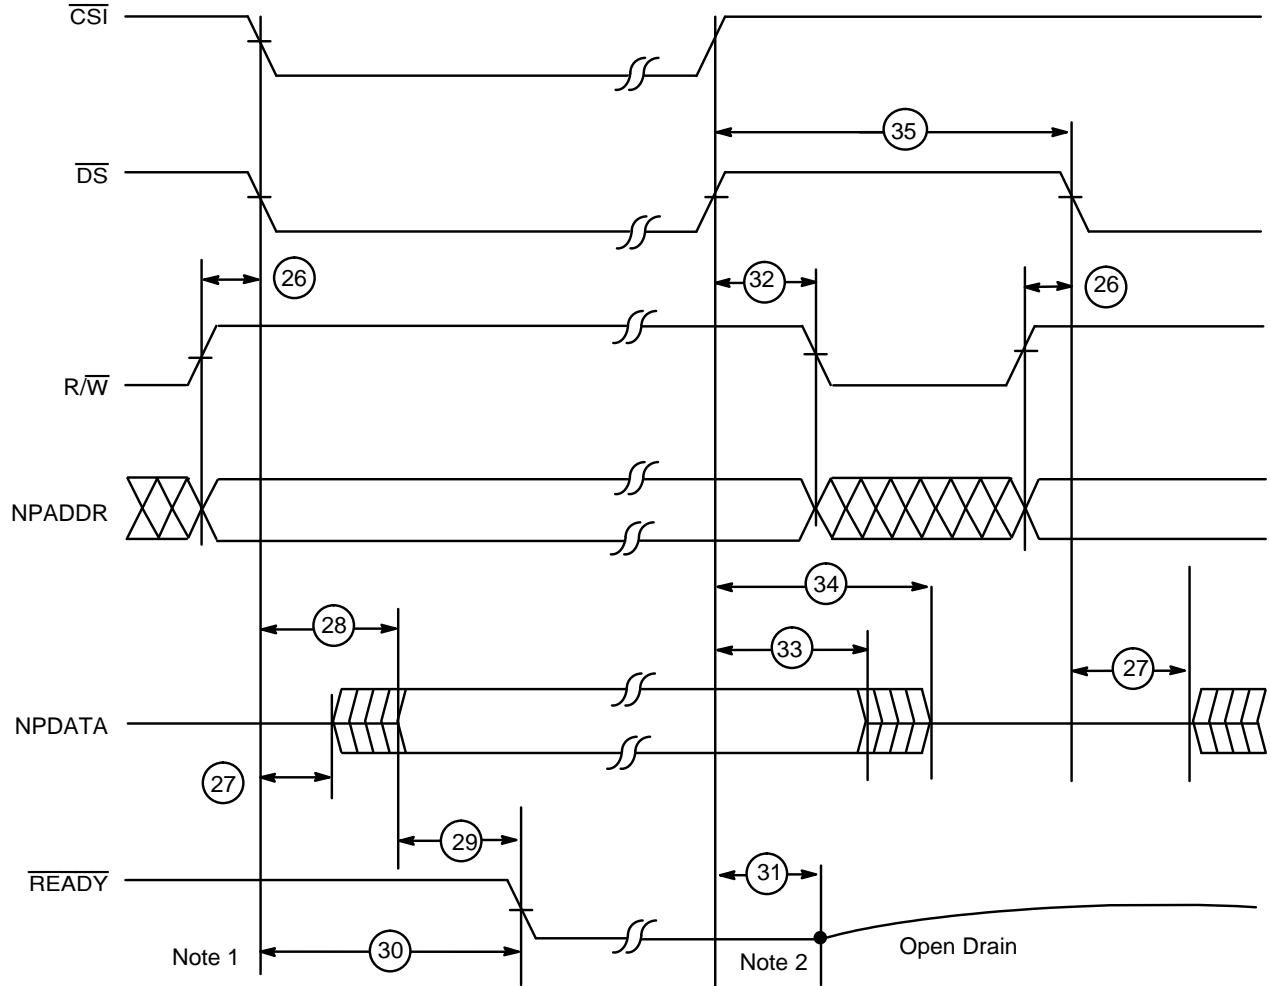 CSI
35
DS
26
32
26
R/W
NPADDR
34
28
33
27
NPDATA
27
29
31
READY
Note 1
30
Note 2
Open Drain